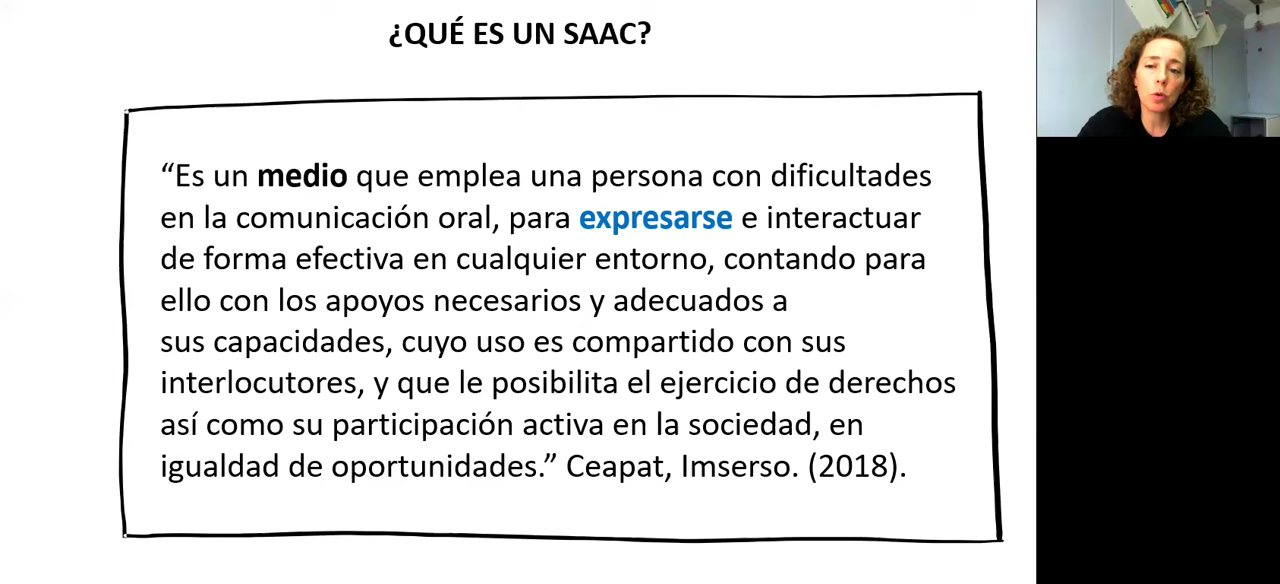 ¿QUÉ ES UN SAAC?
“Es un medio que emplea una persona con dificultades
en la comunicación oral, para expresarse e interactuar
de forma efectiva en cualquier entorno, contando para
ello con los apoyos necesarios y adecuados a
sus capacidades, cuyo uso es compartido con sus
interlocutores, y que le posibilita el ejercicio de derechos
así como su participación activa en la sociedad, en
igualdad de oportunidades.” Ceapat, Imserso. (2018).